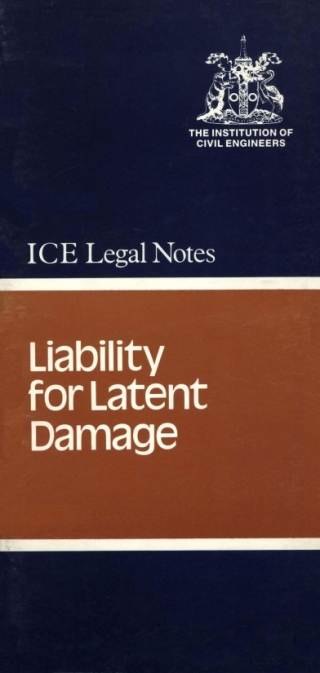 THE INSTITUTION OF
CIVIL ENGINEERS
ICE Legal Notes
Liability
for Latent
Damage